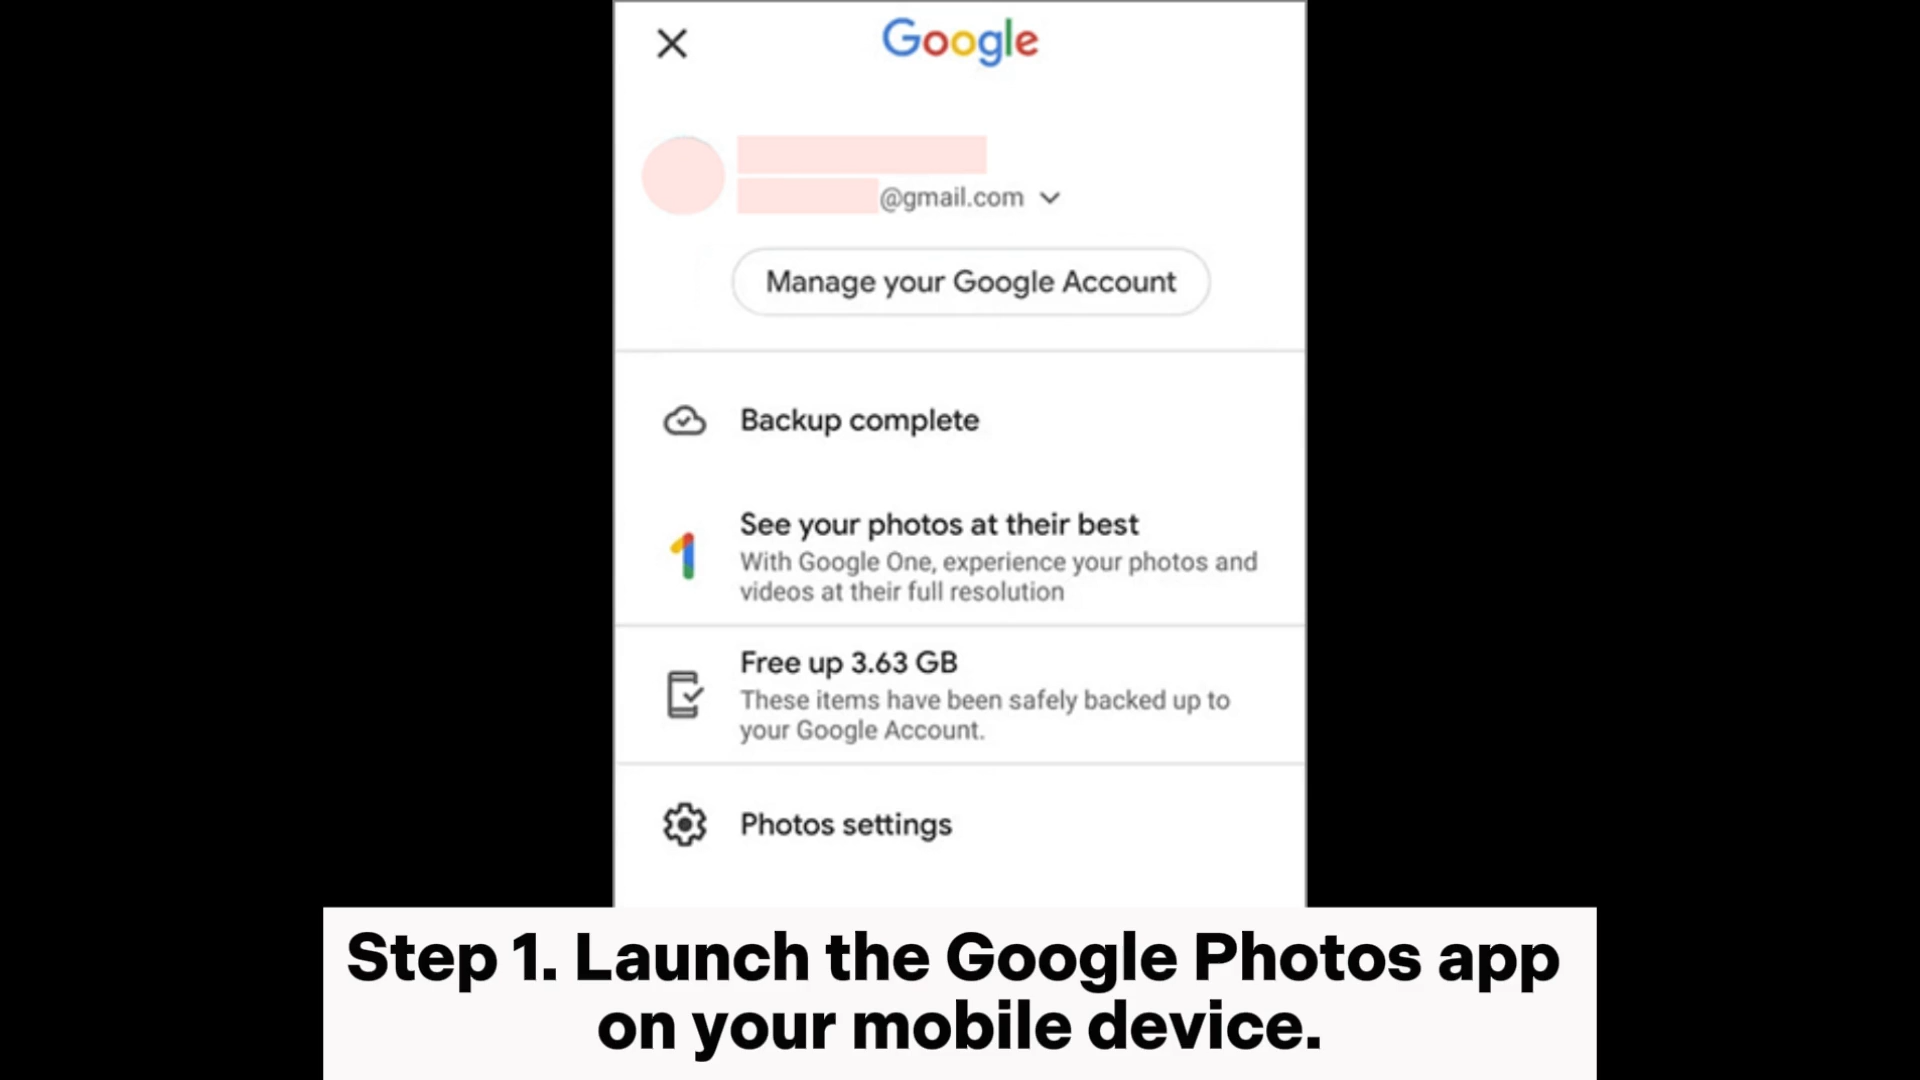 Google
@gmail.com
Manage your Google Account
Backup complete
See your photos at their best
With Google One, experience your photos and
videos at their full resolution
Free up 3.63 GB
These items have been safely backed up to
your Google Account.
Photos settings
Step 1. Launch the Google Photos app
on your mobile device.